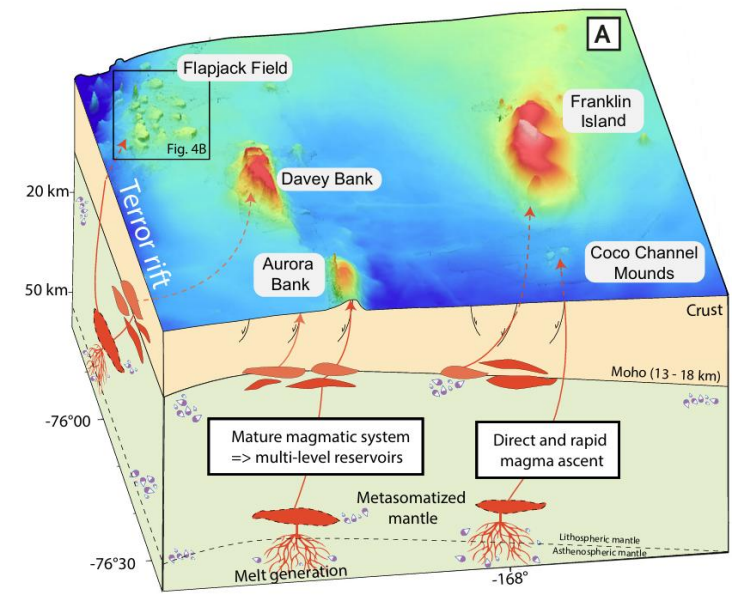 A
Flapjack Field
Franklin
Island
Fig. 4B
Davey Bank
20 km
Terror rift
Aurora
Bank
Coco Channel
Mounds
50 km
Crust
Moho (13 - 18 km)
-76°00
Mature magmatic system
=> multi-level reservoirs
Direct and rapid
magma ascent
Metasomatized
mantle
Lithospheric mantle
Asthenospheric mantle
-76°30
Melt generation
-168°